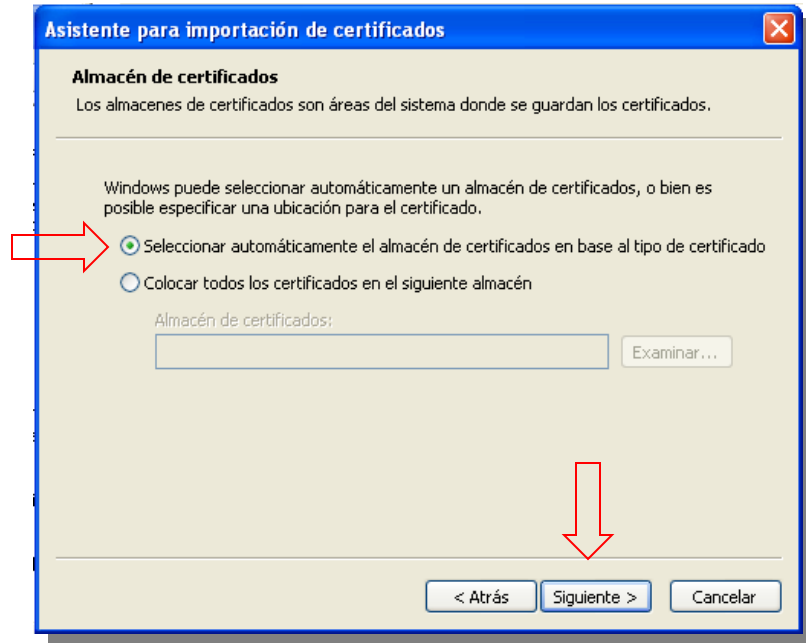 Asistente para importación de certificados
Almacén de certificados
Los almacenes de certificados son áreas del sistema donde se guardan los certificados.
Windows puede seleccionar automáticamente un almacén de certificados, o bien es
posible especificar una ubicación para el certificado.
Seleccionar automáticamente el almacén de certificados en base al tipo de certificado
Colocar todos los certificados en el siguiente almacén
Almacén de certificados:
Examinar...
< Atrás
Siguiente >
Cancelar